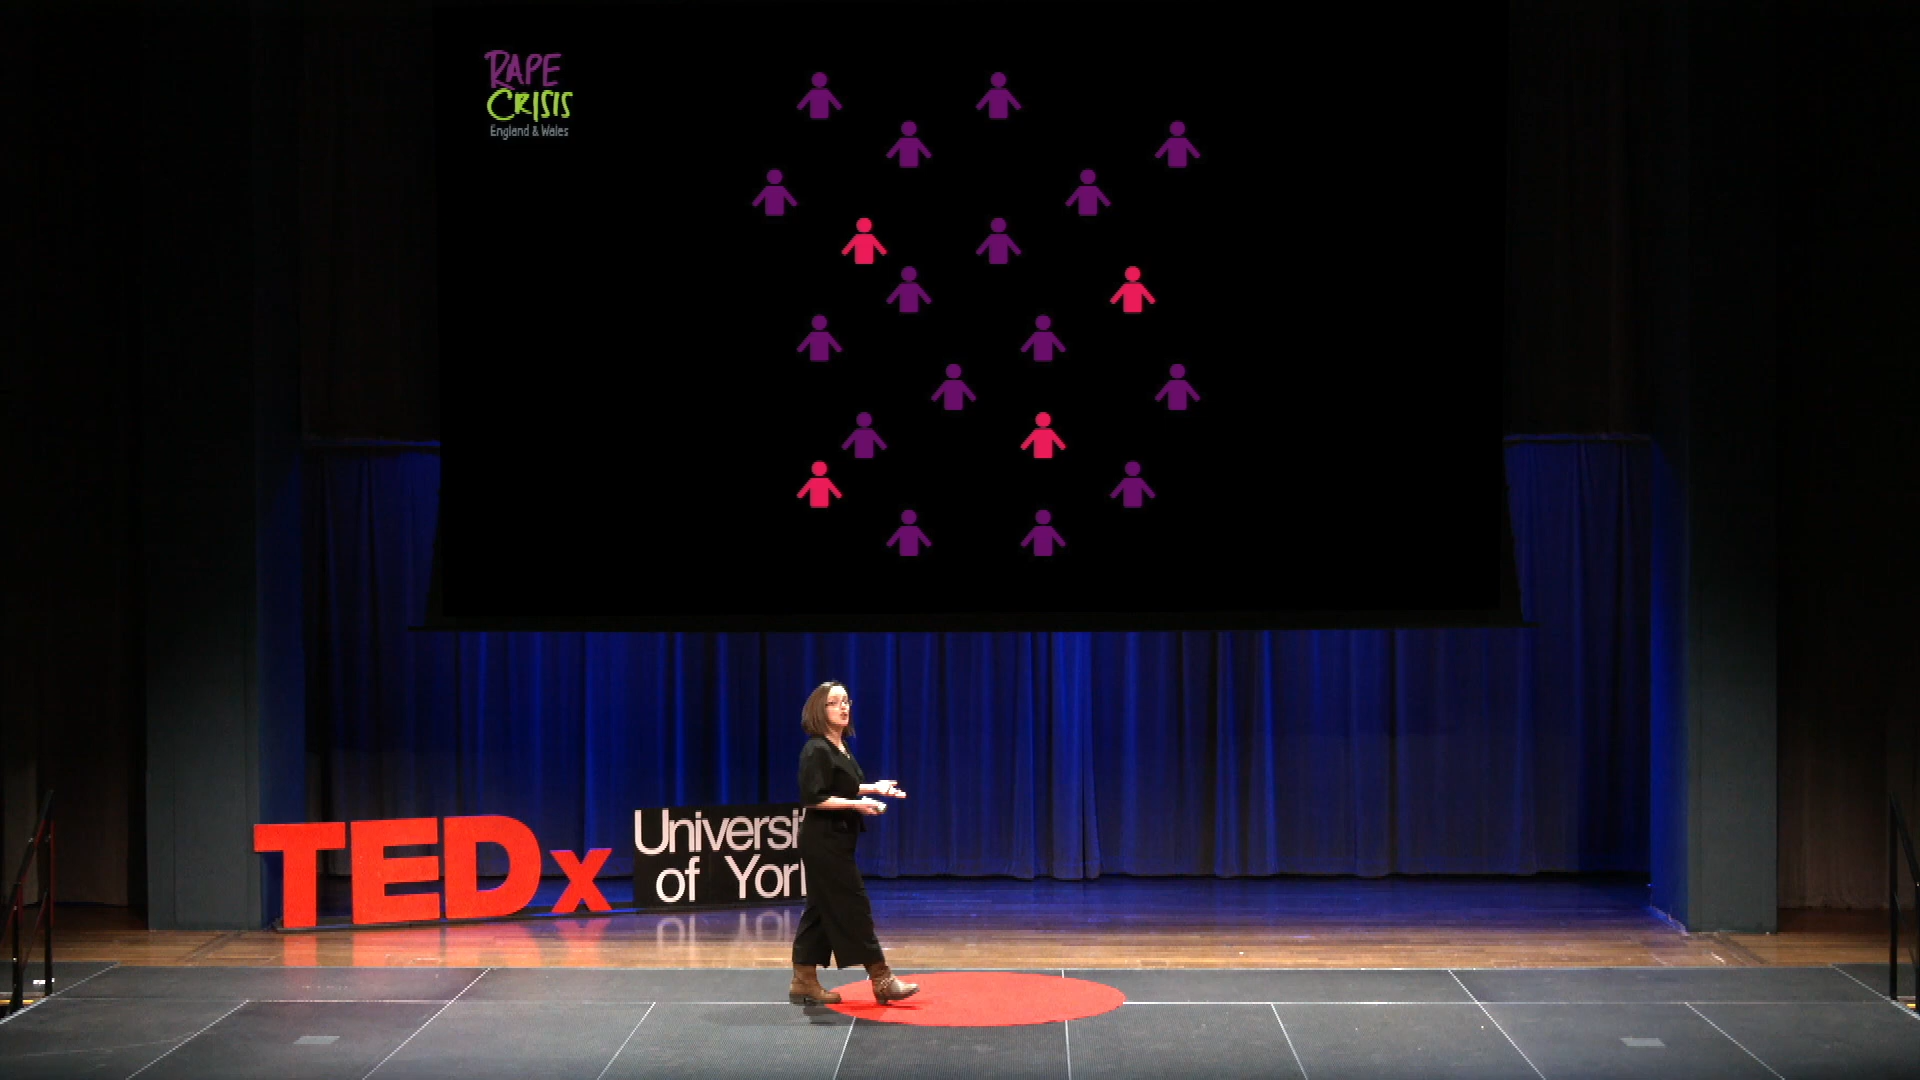 RAPE
CRISIS
England & Wales
TEDx
Universi
of Yor